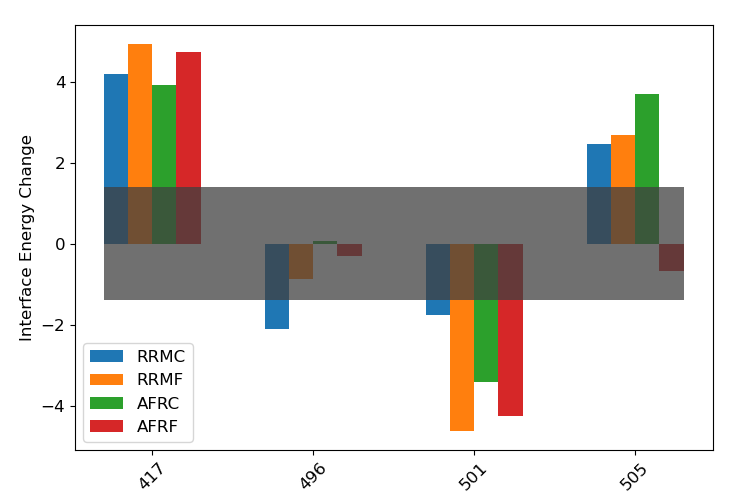 Interface Energy Change
4
2
0
−2
−4
RRMC
RRMF
AFRC
AFRF
417
496
501
505